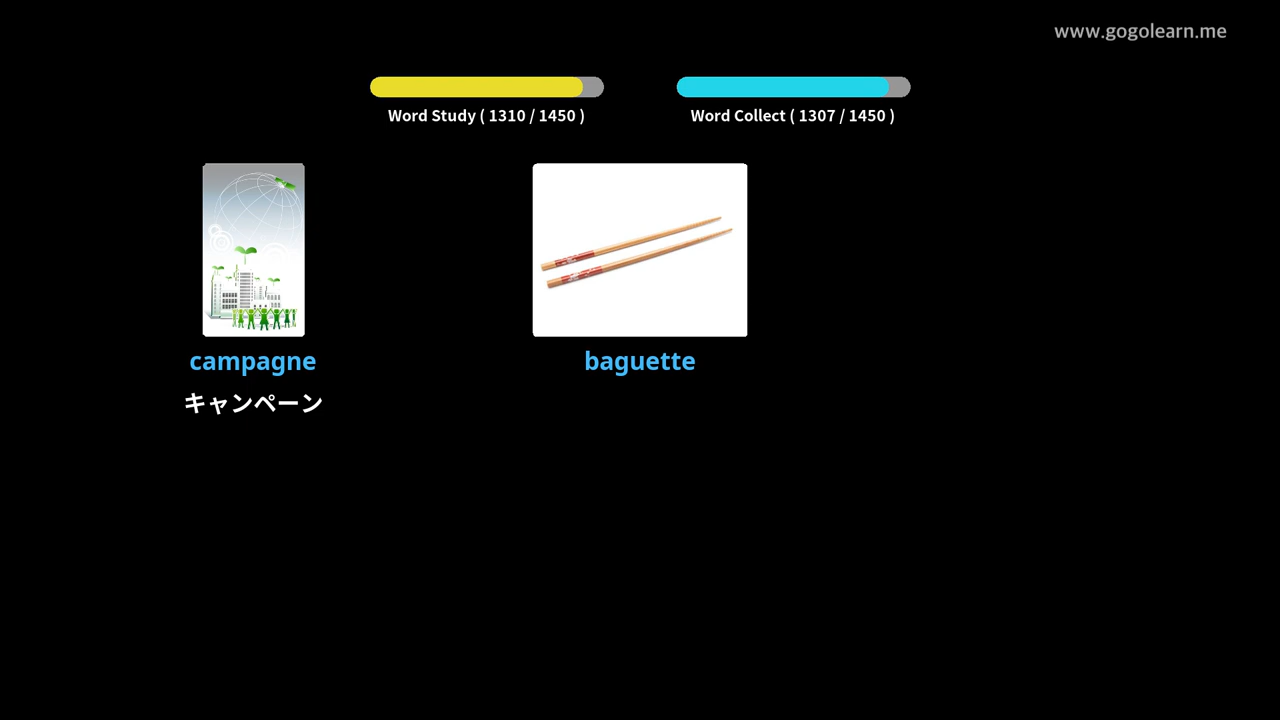 www.gogolearn.me
Word Study ( 1310 / 1450 )
Word Collect ( 1307 / 1450 )
campagne
baguette
キャンペーン